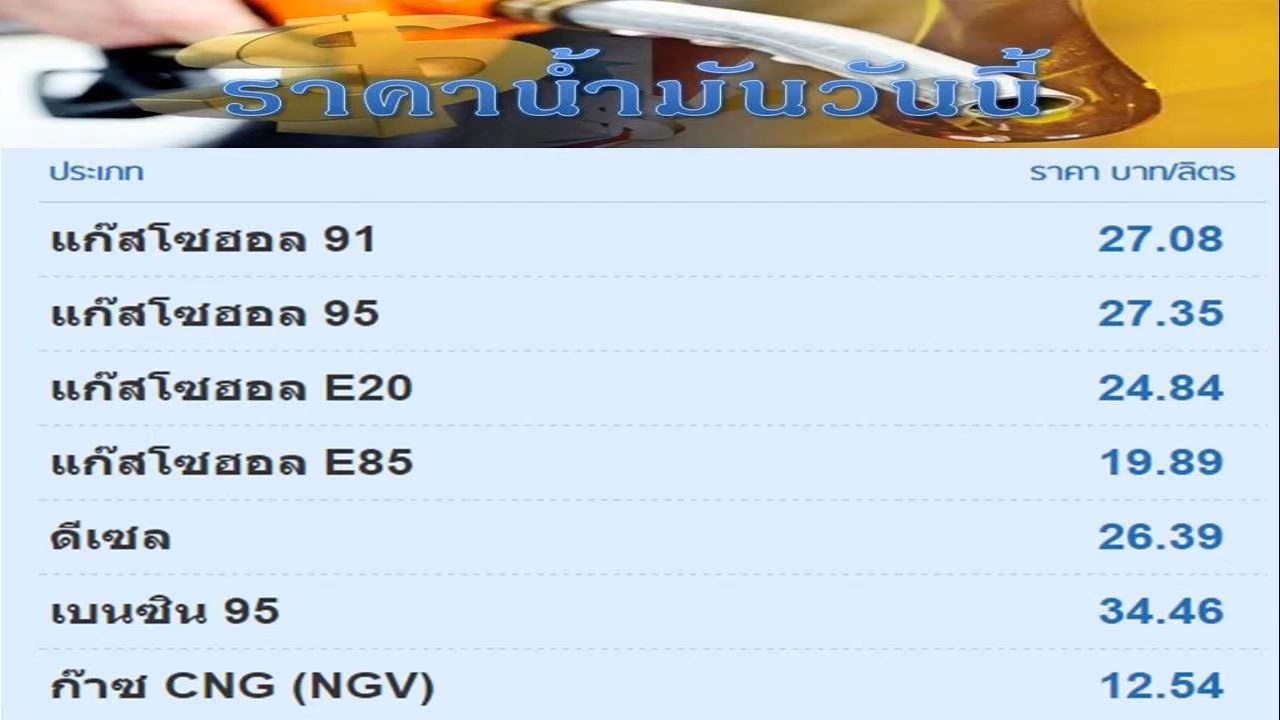 ราคาน้ำมันวันนี้
ประเภท ราคา บาท/ลิตร
แก๊สโซฮอล 91 27.08
แก๊สโซฮอล 95 27.35
แก๊สโซฮอล E20 24.84
แก๊สโซฮอล E85 19.89
ดีเซล 26.39
เบนซิน 95 34.46
ก๊าซ CNG (NGV) 12.54